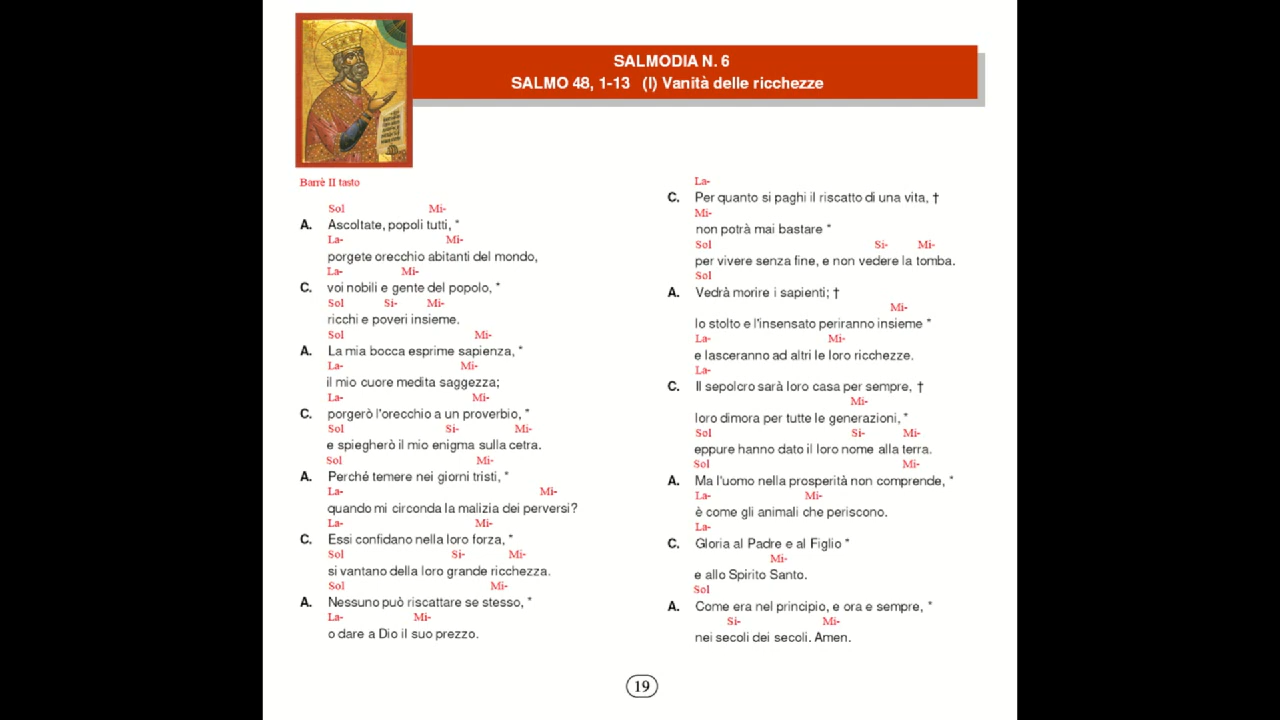 SALMODIA N. 6
SALMO 48, 1-13 (I) Vanità delle ricchezze
Barrè II tasto
Sol Mi-
A. Ascoltate, popoli tutti, *
La- Mi-
porgete orecchio abitanti del mondo,
La- Mi-
C. voi nobili e gente del popolo, *
Sol Si- Mi-
ricchi e poveri insieme.
Sol Mi-
A. La mia bocca esprime sapienza, *
La- Mi-
il mio cuore medita saggezza;
La- Mi-
C. porgerò l'orecchio a un proverbio, *
Sol Si- Mi-
e spiegherò il mio enigma sulla cetra.
Sol Mi-
A. Perché temere nei giorni tristi, *
La- Mi-
quando mi circonda la malizia dei perversi?
La- Mi-
C. Essi confidano nella loro forza, *
Sol Si- Mi-
si vantano della loro grande ricchezza.
Sol Mi-
A. Nessuno può riscattare se stesso, *
La- Mi-
o dare a Dio il suo prezzo.
La-
C. Per quanto si paghi il riscatto di una vita, †
Mi-
non potrà mai bastare *
Sol Si- Mi-
per vivere senza fine, e non vedere la tomba.
Sol
A. Vedrà morire i sapienti; †
Mi-
lo stolto e l'insensato periranno insieme *
La- Mi-
e lasceranno ad altri le loro ricchezze.
La-
C. Il sepolcro sarà loro casa per sempre, †
Mi-
loro dimora per tutte le generazioni, *
Sol Si- Mi-
eppure hanno dato il loro nome alla terra.
Sol Mi-
A. Ma l'uomo nella prosperità non comprende, *
La- Mi-
è come gli animali che periscono.
La-
C. Gloria al Padre e al Figlio *
Mi-
e allo Spirito Santo.
Sol
A. Come era nel principio, e ora e sempre, *
Si- Mi-
nei secoli dei secoli. Amen.
19